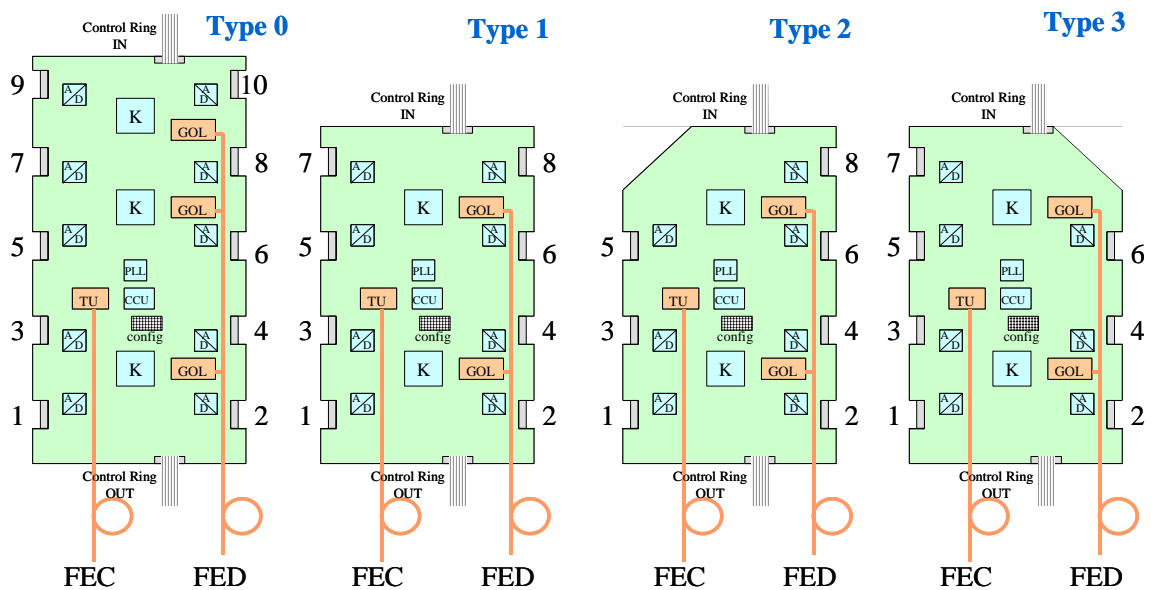 Type 0
Control Ring
IN
9
A
D
A
D
10
K
GOL
7
A
D
A
D
8
K
GOL
5
A
D
A
D
6
PLL
TU
CCU
3
config
A
D
A
D
4
K
GOL
1
A
D
A
D
2
Control Ring
OUT
FEC
FED
Type 1
Control Ring
IN
7
A
D
A
D
8
K
GOL
5
A
D
A
D
6
PLL
TU
CCU
3
config
A
D
A
D
4
K
GOL
1
A
D
A
D
2
Control Ring
OUT
FEC
FED
Type 2
Control Ring
IN
A
D
8
K
GOL
5
A
D
A
D
6
PLL
TU
CCU
3
config
A
D
A
D
4
K
GOL
1
A
D
A
D
2
Control Ring
OUT
FEC
FED
Type 3
Control Ring
IN
7
A
D
K
GOL
5
A
D
A
D
6
PLL
TU
CCU
3
config
A
D
A
D
4
K
GOL
1
A
D
A
D
2
Control Ring
OUT
FEC
FED